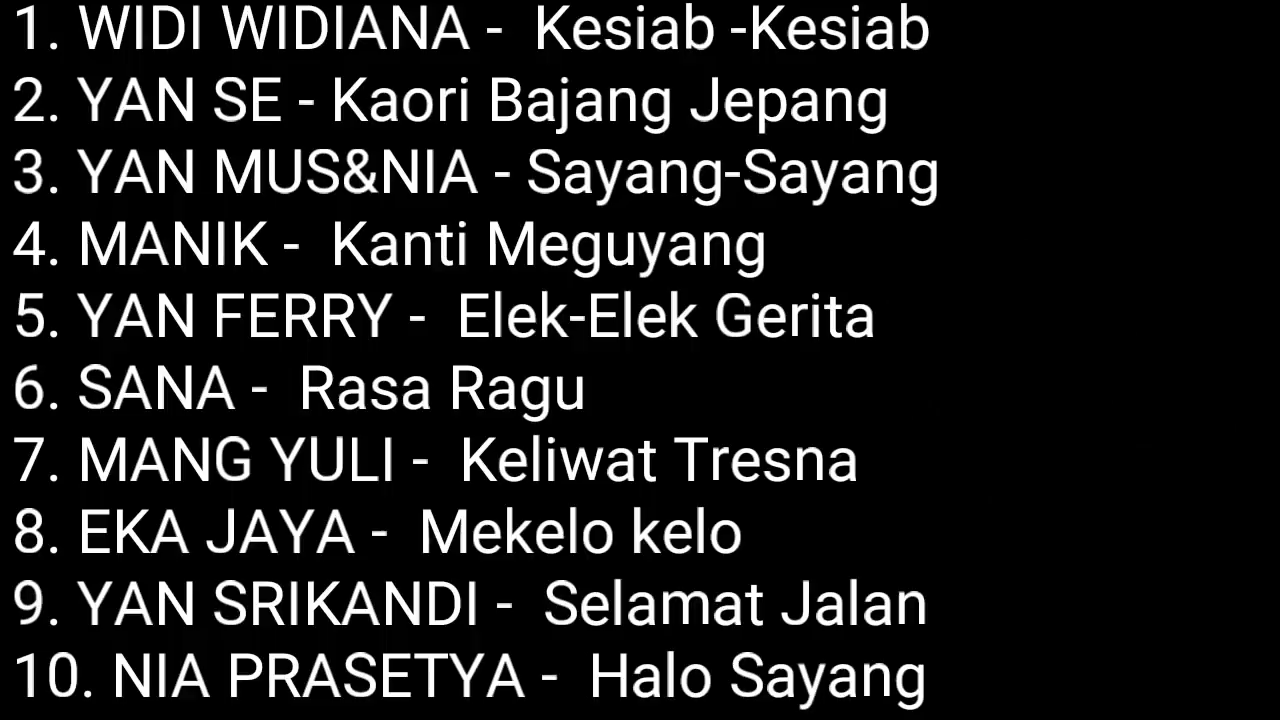 1. WIDI WIDIANA -  Kesiab -Kesiab
2. YAN SE - Kaori Bajang Jepang
3. YAN MUS&NIA - Sayang-Sayang
4. MANIK -  Kanti Meguyang
5. YAN FERRY -  Elek-Elek Gerita
6. SANA -  Rasa Ragu
7. MANG YULI -  Keliwat Tresna
8. EKA JAYA -  Mekelo kelo
9. YAN SRIKANDI -  Selamat Jalan
10. NIA PRASETYA -  Halo Sayang